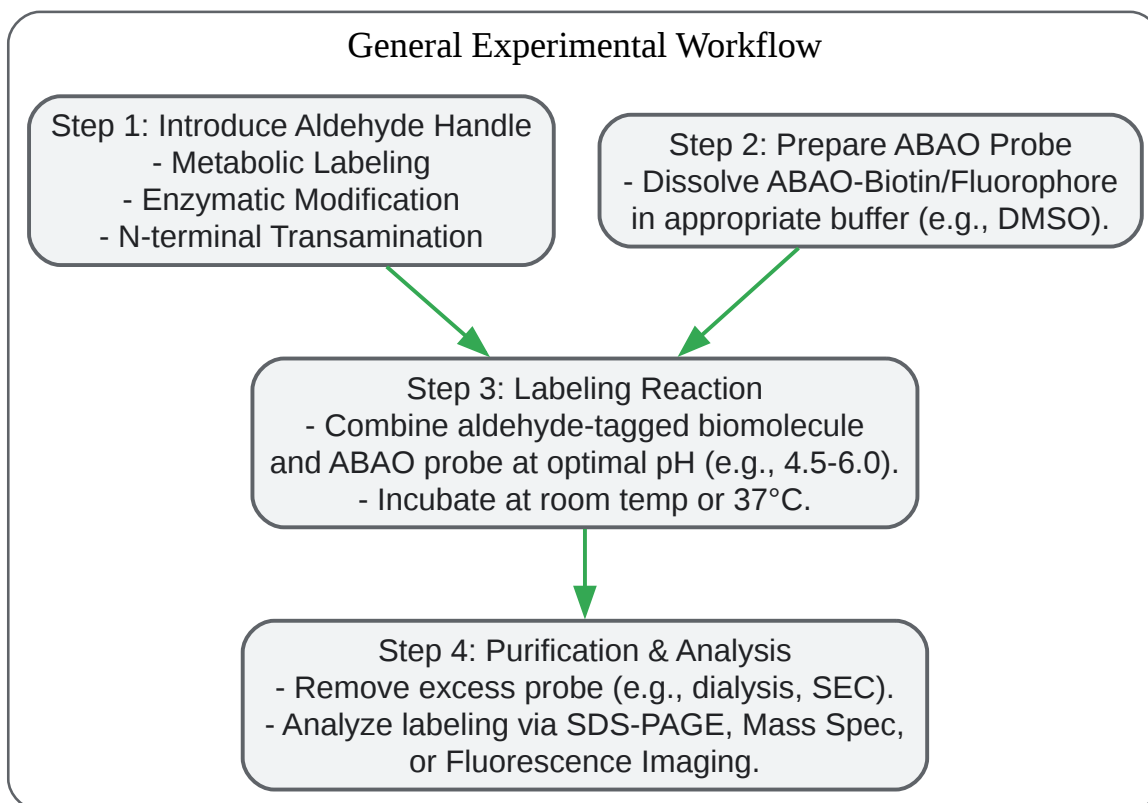 General Experimental Workflow
Step 1: Introduce Aldehyde Handle
- Metabolic Labeling
- Enzymatic Modification
- N-terminal Transamination
Step 2: Prepare ABAO Probe
- Dissolve ABAO-Biotin/Fluorophore
in appropriate buffer (e.g., DMSO).
Step 3: Labeling Reaction
- Combine aldehyde-tagged biomolecule
and ABAO probe at optimal pH (e.g., 4.5-6.0).
- Incubate at room temp or 37°C.
Step 4: Purification & Analysis
- Remove excess probe (e.g., dialysis, SEC).
- Analyze labeling via SDS-PAGE, Mass Spec,
or Fluorescence Imaging.